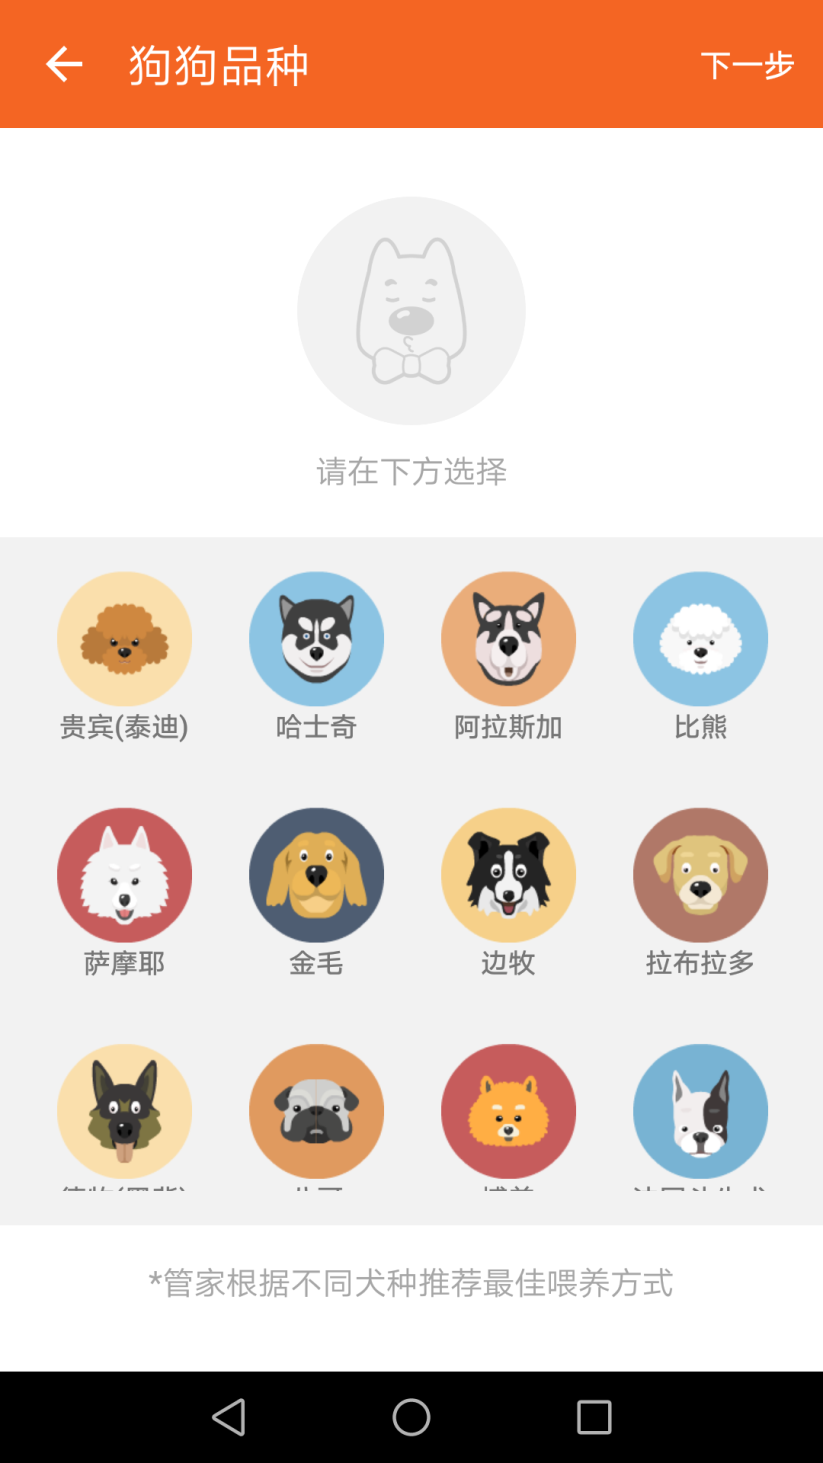 狗狗品种
下一步
请在下方选择
贵宾(泰迪) 哈士奇 阿拉斯加 比熊
萨摩耶 金毛 边牧 拉布拉多
*管家根据不同犬种推荐最佳喂养方式